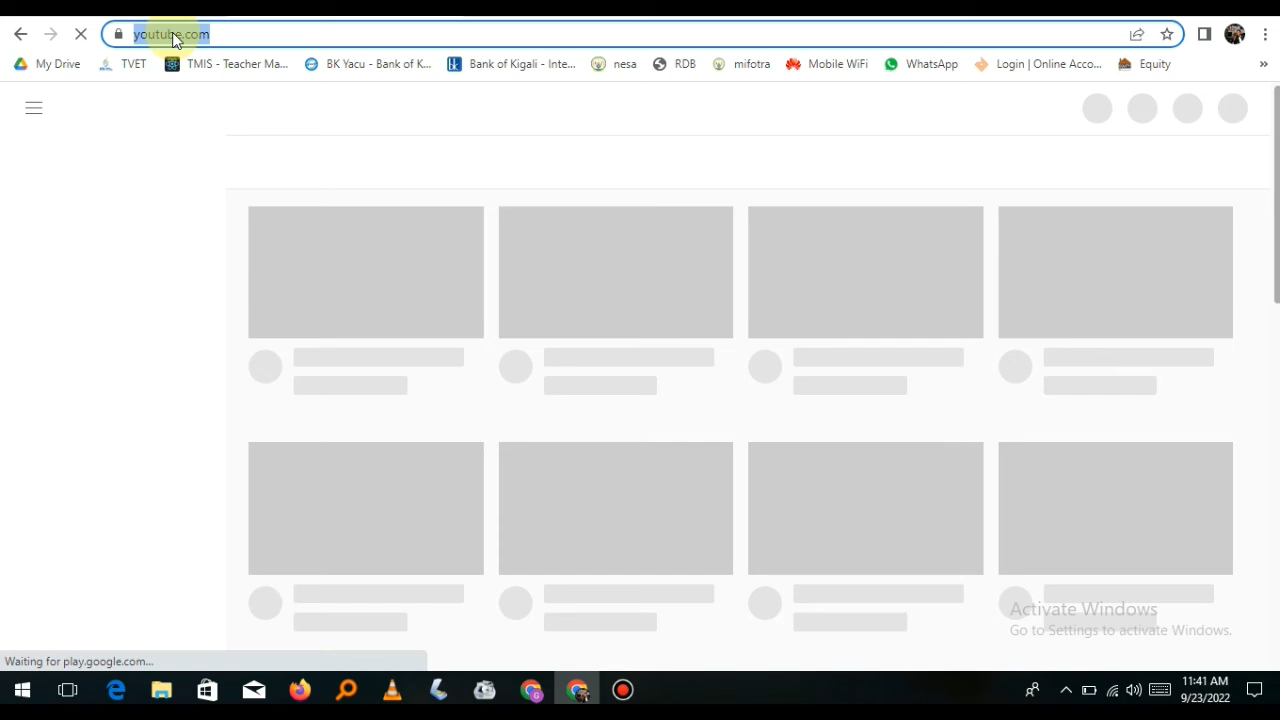 youtube.com
My Drive TVET TMIS - Teacher Ma... BK Yacu - Bank of K... Bank of Kigali - Inte... nesa RDB mifotra Mobile WiFi WhatsApp Login | Online Acco... Equity »
Activate Windows
Go to Settings to activate Windows.
Waiting for play.google.com...
11:41 AM
9/23/2022